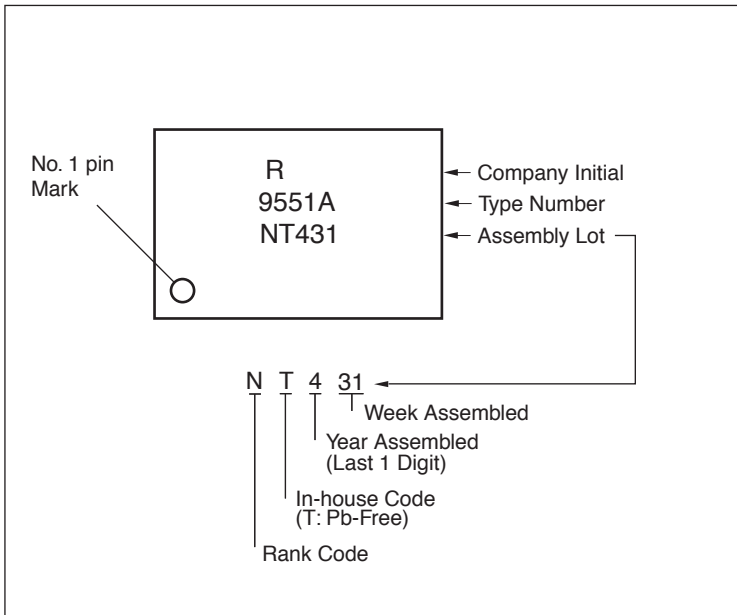 No. 1 pin
Mark
R
9551A
NT431
Company Initial
Type Number
Assembly Lot
N T 4 31
Week Assembled
Year Assembled
(Last 1 Digit)
In-house Code
(T: Pb-Free)
Rank Code